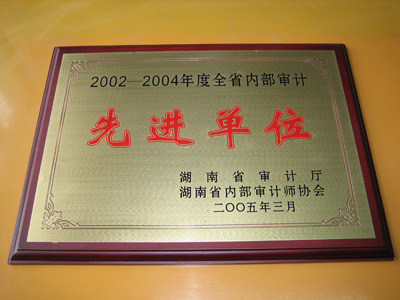 2002—2004年度全省内部审计
先进单位
湖南省审计厅
湖南省内部审计师协会
二〇〇五年三月